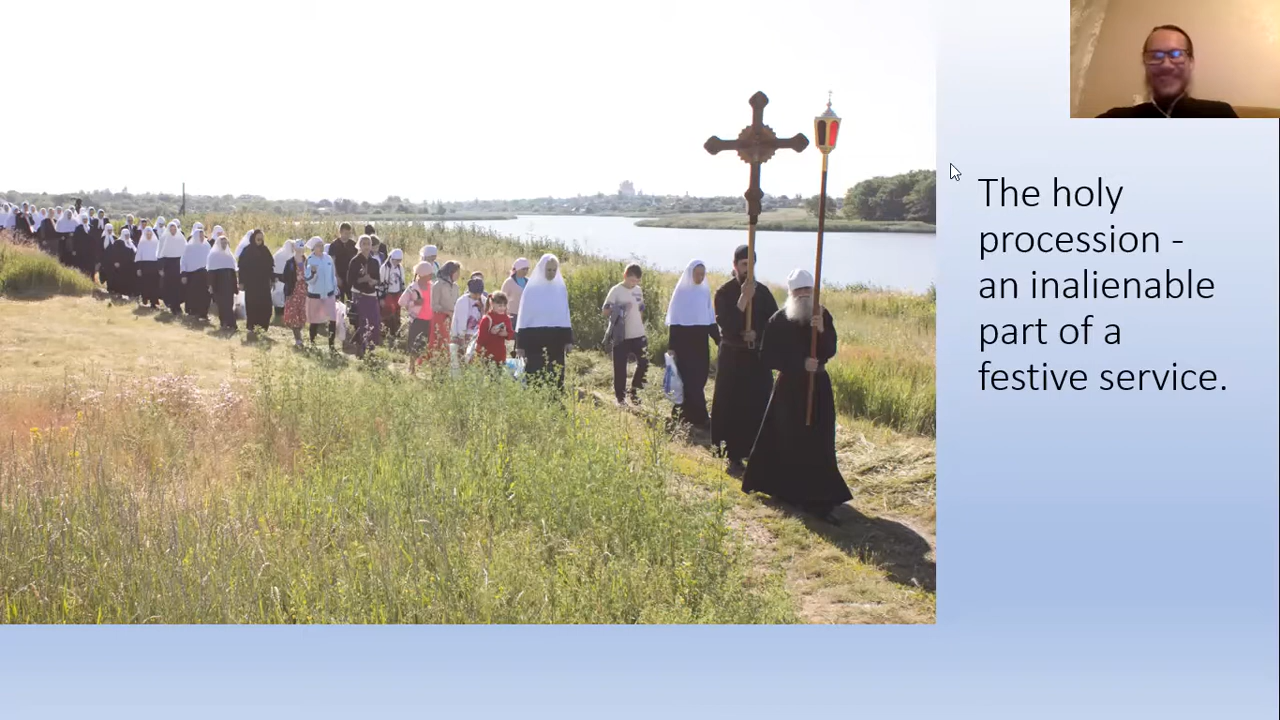 The holy
procession -
an inalienable
part of a
festive service.